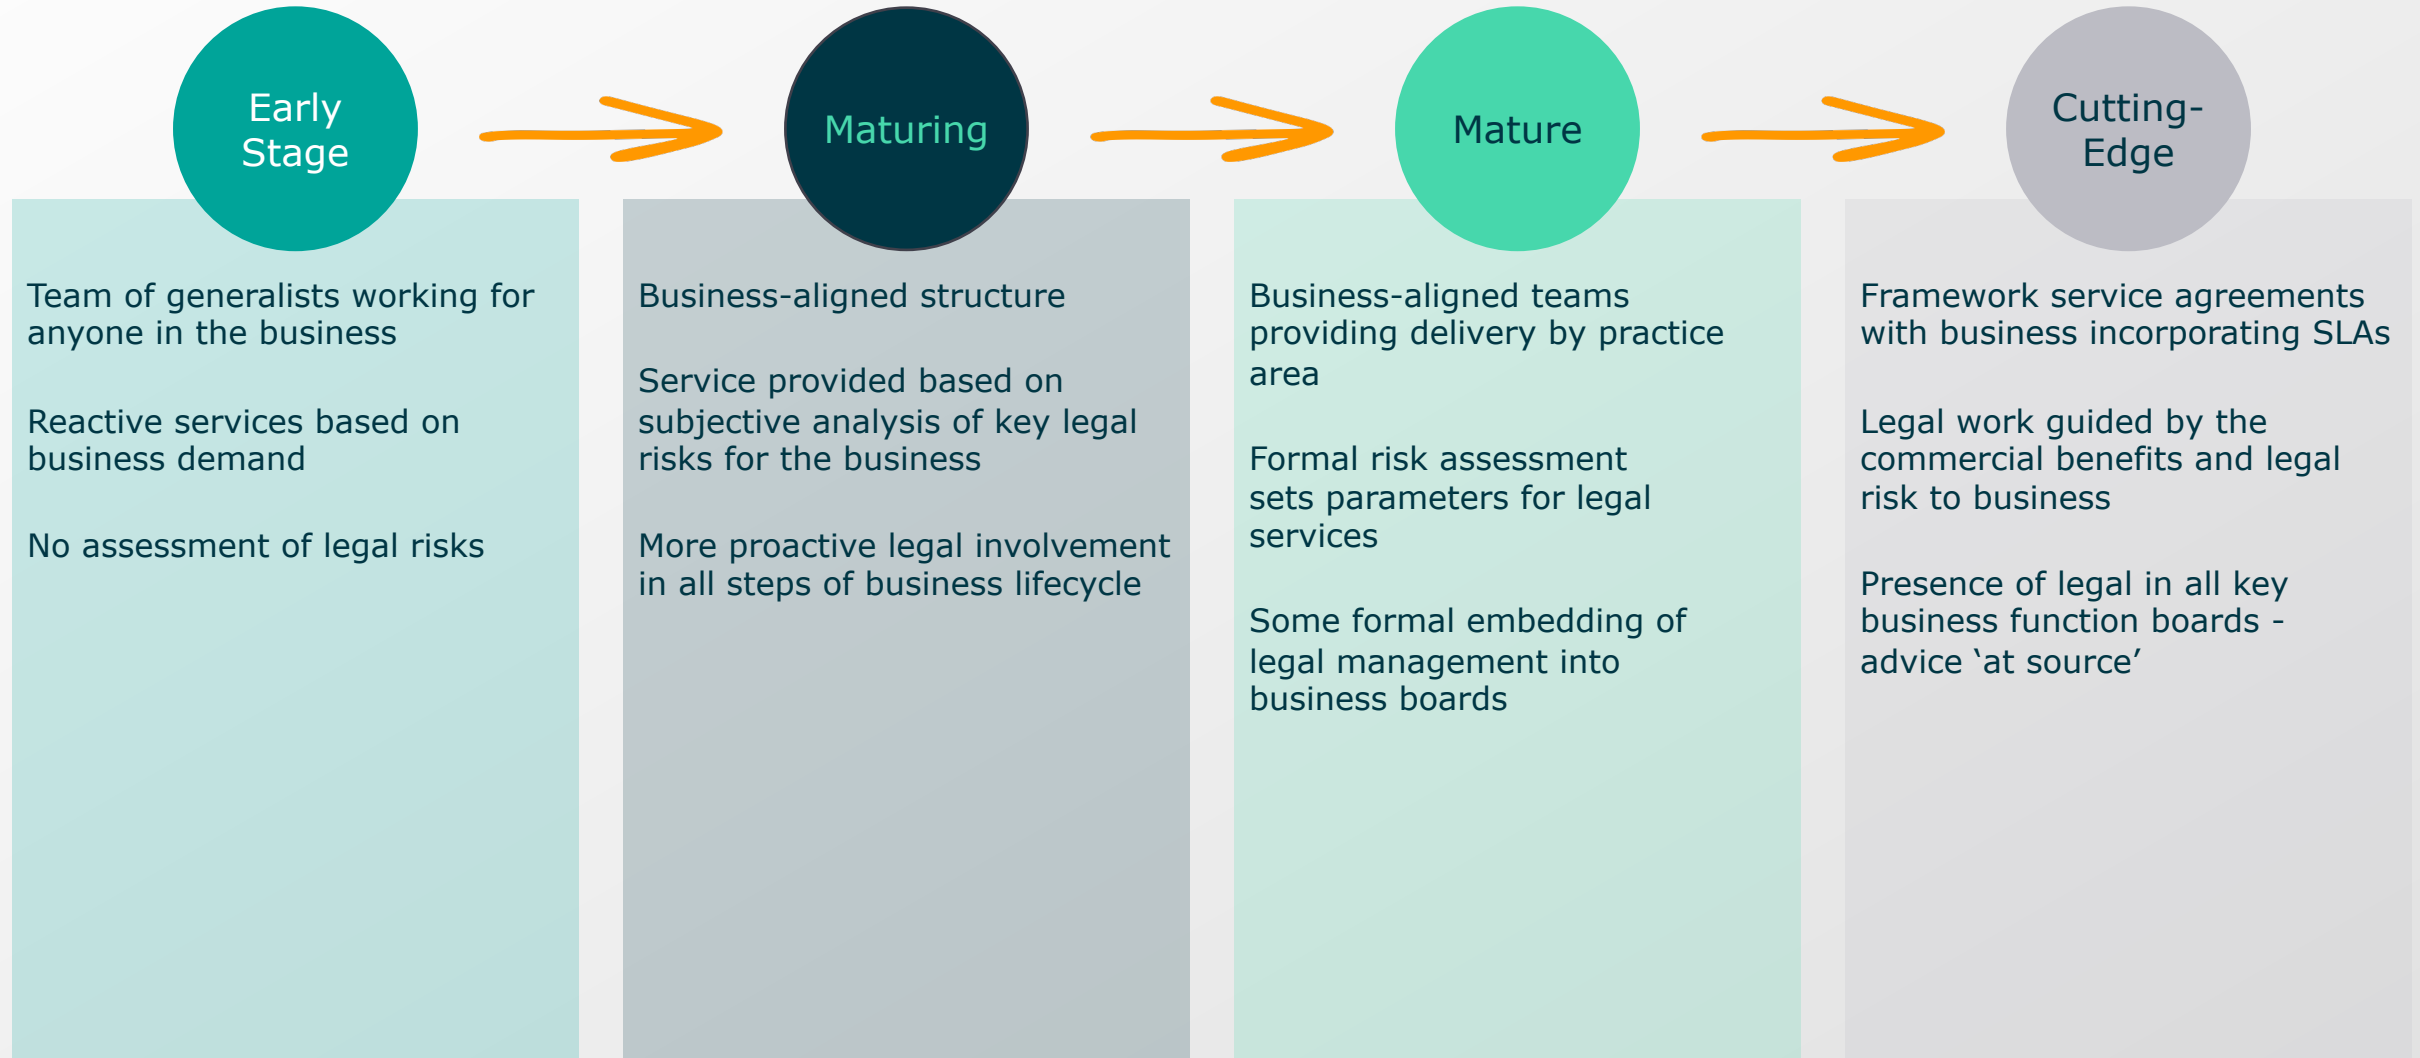 Early
Stage
Maturing
Mature
Cutting-
Edge
Team of generalists working for
anyone in the business
Reactive services based on
business demand
No assessment of legal risks
Business-aligned structure
Service provided based on
subjective analysis of key legal
risks for the business
More proactive legal involvement
in all steps of business lifecycle
Business-aligned teams
providing delivery by practice
area
Formal risk assessment
sets parameters for legal
services
Some formal embedding of
legal management into
business boards
Framework service agreements
with business incorporating SLAs
Legal work guided by the
commercial benefits and legal
risk to business
Presence of legal in all key
business function boards -
advice ‘at source’